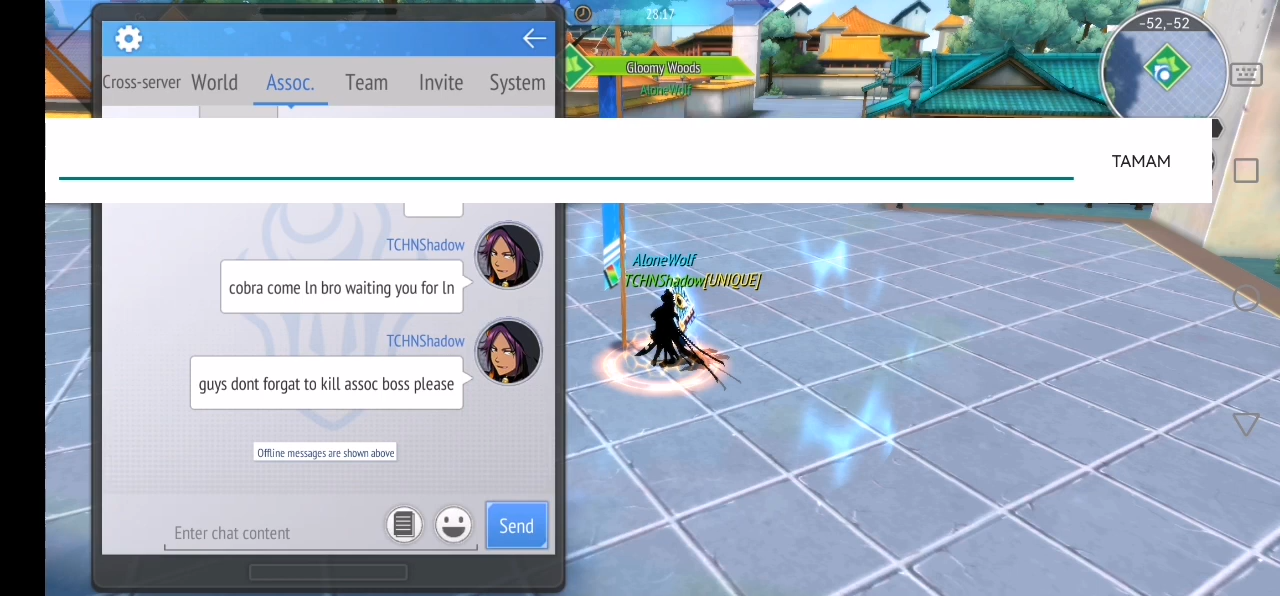 28:17
-52,-52
Cross-server World Assoc. Team Invite System
Gloomy Woods
AloneWolf
TAMAM
TCHNShadow
cobra come ln bro waiting you for ln
TCHNShadow
guys dont forgat to kill assoc boss please
Offline messages are shown above
Enter chat content
Send
AloneWolf
TCHNShadow[UNIQUE]